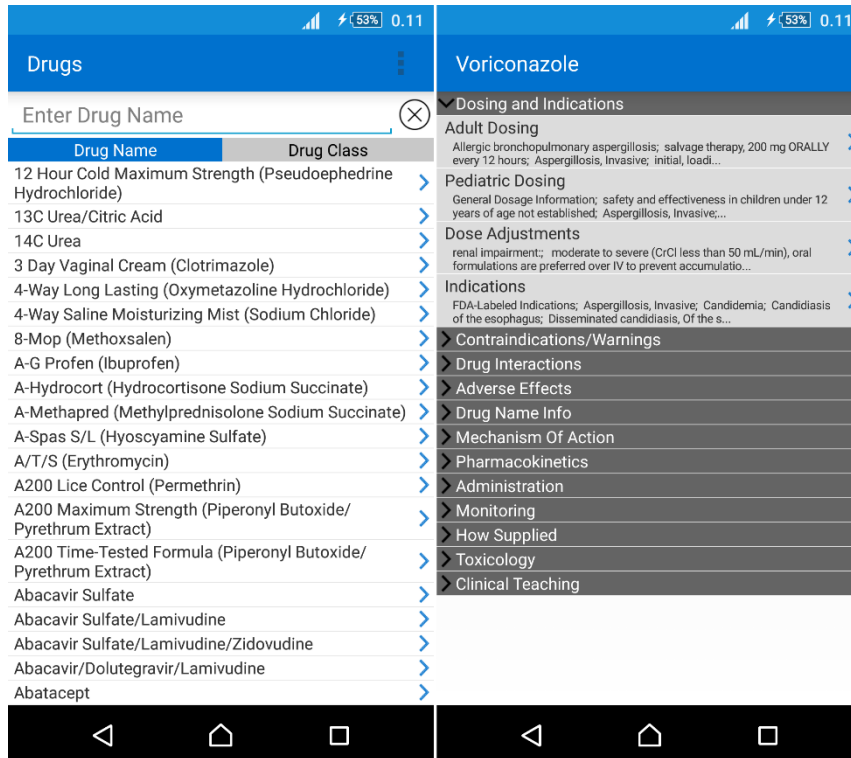 53% 0.11
Drugs
Enter Drug Name
Drug Name Drug Class
12 Hour Cold Maximum Strength (Pseudoephedrine
Hydrochloride)
13C Urea/Citric Acid
14C Urea
3 Day Vaginal Cream (Clotrimazole)
4-Way Long Lasting (Oxymetazoline Hydrochloride)
4-Way Saline Moisturizing Mist (Sodium Chloride)
8-Mop (Methoxsalen)
A-G Profen (Ibuprofen)
A-Hydrocort (Hydrocortisone Sodium Succinate)
A-Methapred (Methylprednisolone Sodium Succinate)
A-Spas S/L (Hyoscyamine Sulfate)
A/T/S (Erythromycin)
A200 Lice Control (Permethrin)
A200 Maximum Strength (Piperonyl Butoxide/
Pyrethrum Extract)
A200 Time-Tested Formula (Piperonyl Butoxide/
Pyrethrum Extract)
Abacavir Sulfate
Abacavir Sulfate/Lamivudine
Abacavir Sulfate/Lamivudine/Zidovudine
Abacavir/Dolutegravir/Lamivudine
Abatacept
53% 0.11
Voriconazole
Dosing and Indications
Adult Dosing
Allergic bronchopulmonary aspergillosis; salvage therapy, 200 mg ORALLY
every 12 hours; Aspergillosis, Invasive; initial, loadi...
Pediatric Dosing
General Dosage Information; safety and effectiveness in children under 12
years of age not established; Aspergillosis, Invasive;...
Dose Adjustments
renal impairment:; moderate to severe (CrCl less than 50 mL/min), oral
formulations are preferred over IV to prevent accumulatio...
Indications
FDA-Labeled Indications; Aspergillosis, Invasive; Candidemia; Candidiasis
of the esophagus; Disseminated candidiasis, Of the s...
Contraindications/Warnings
Drug Interactions
Adverse Effects
Drug Name Info
Mechanism Of Action
Pharmacokinetics
Administration
Monitoring
How Supplied
Toxicology
Clinical Teaching